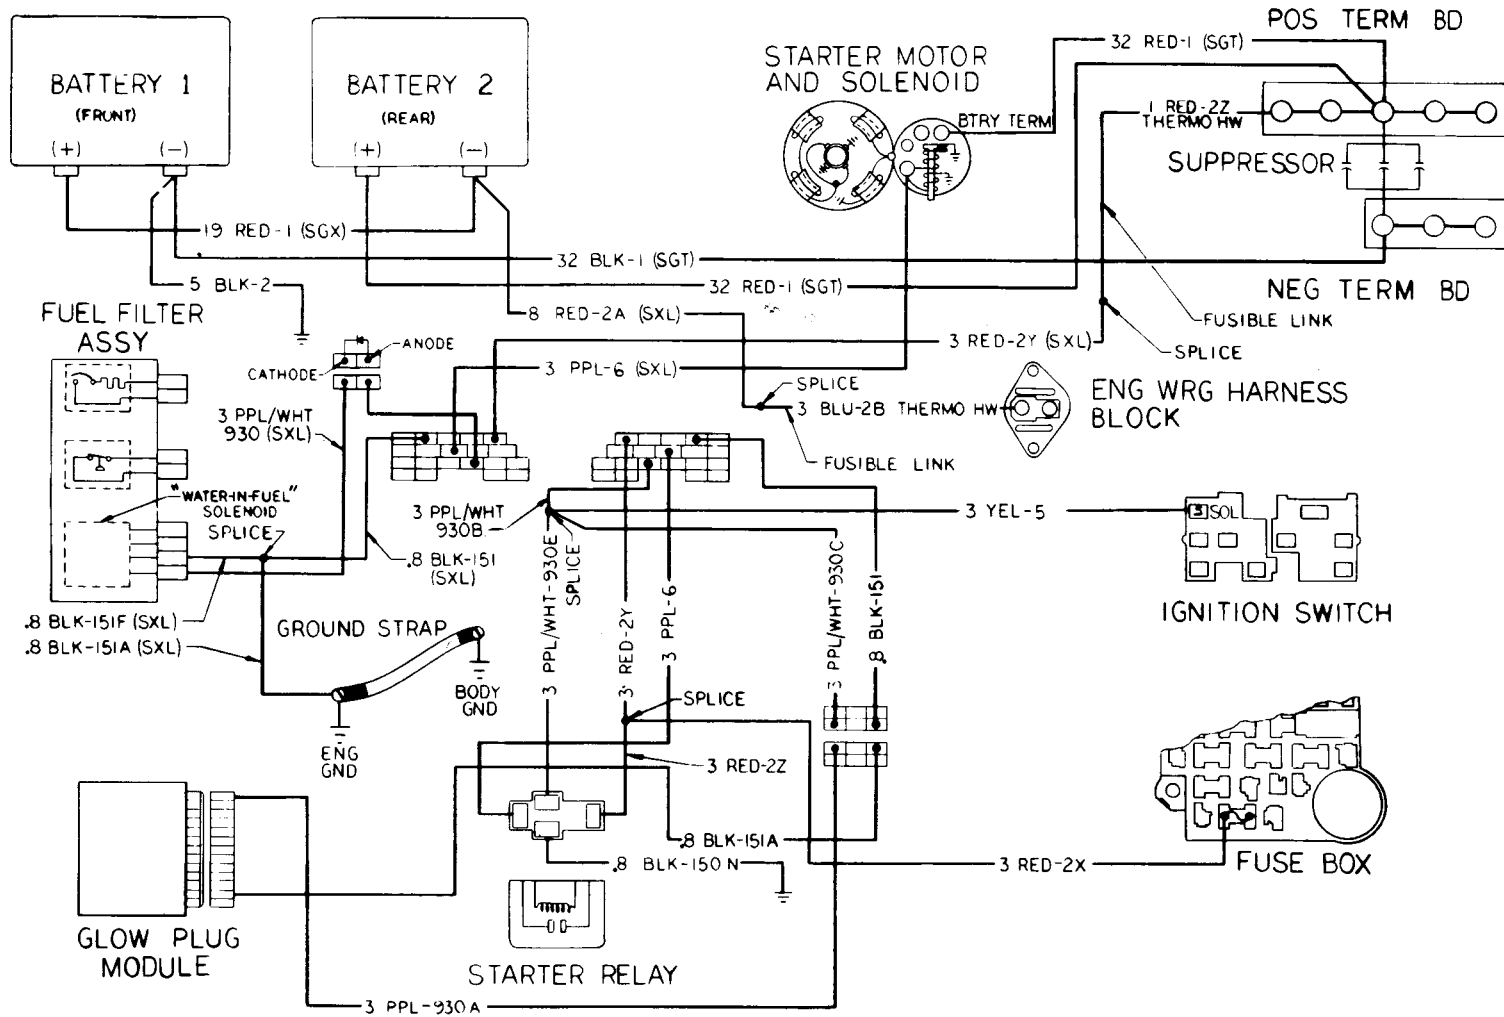 POS TERM BD
32 RED-1 (SGT)
STARTER MOTOR
AND SOLENOID
BATTERY 1
(FRONT)
(+) (−)
BATTERY 2
(REAR)
(+) (−)
BTRY TERM
1 RED-2Z
THERMO HW
SUPPRESSOR
19 RED-1 (SGX)
32 BLK-1 (SGT)
5 BLK-2
32 RED-1 (SGT)
NEG TERM BD
FUEL FILTER
ASSY
8 RED-2A (SXL)
FUSIBLE LINK
ANODE
CATHODE
3 RED-2Y (SXL)
SPLICE
3 PPL-6 (SXL)
SPLICE
ENG WRG HARNESS
BLOCK
3 BLU-2B THERMO HW
3 PPL/WHT
930 (SXL)
FUSIBLE LINK
"WATER-IN-FUEL"
SOLENOID
SPLICE
3 PPL/WHT
930B
3 YEL-5
3 SOL
.8 BLK-151
(SXL)
3 PPL/WHT-930E
SPLICE
3 RED-2Y
3 PPL-6
3 PPL/WHT-930C
.8 BLK-151
IGNITION SWITCH
.8 BLK-151F (SXL)
.8 BLK-151A (SXL)
GROUND STRAP
BODY
GND
SPLICE
ENG
GND
3 RED-2Z
.8 BLK-151A
.8 BLK-150 N
3 RED-2X
FUSE BOX
GLOW PLUG
MODULE
STARTER RELAY
3 PPL-930A